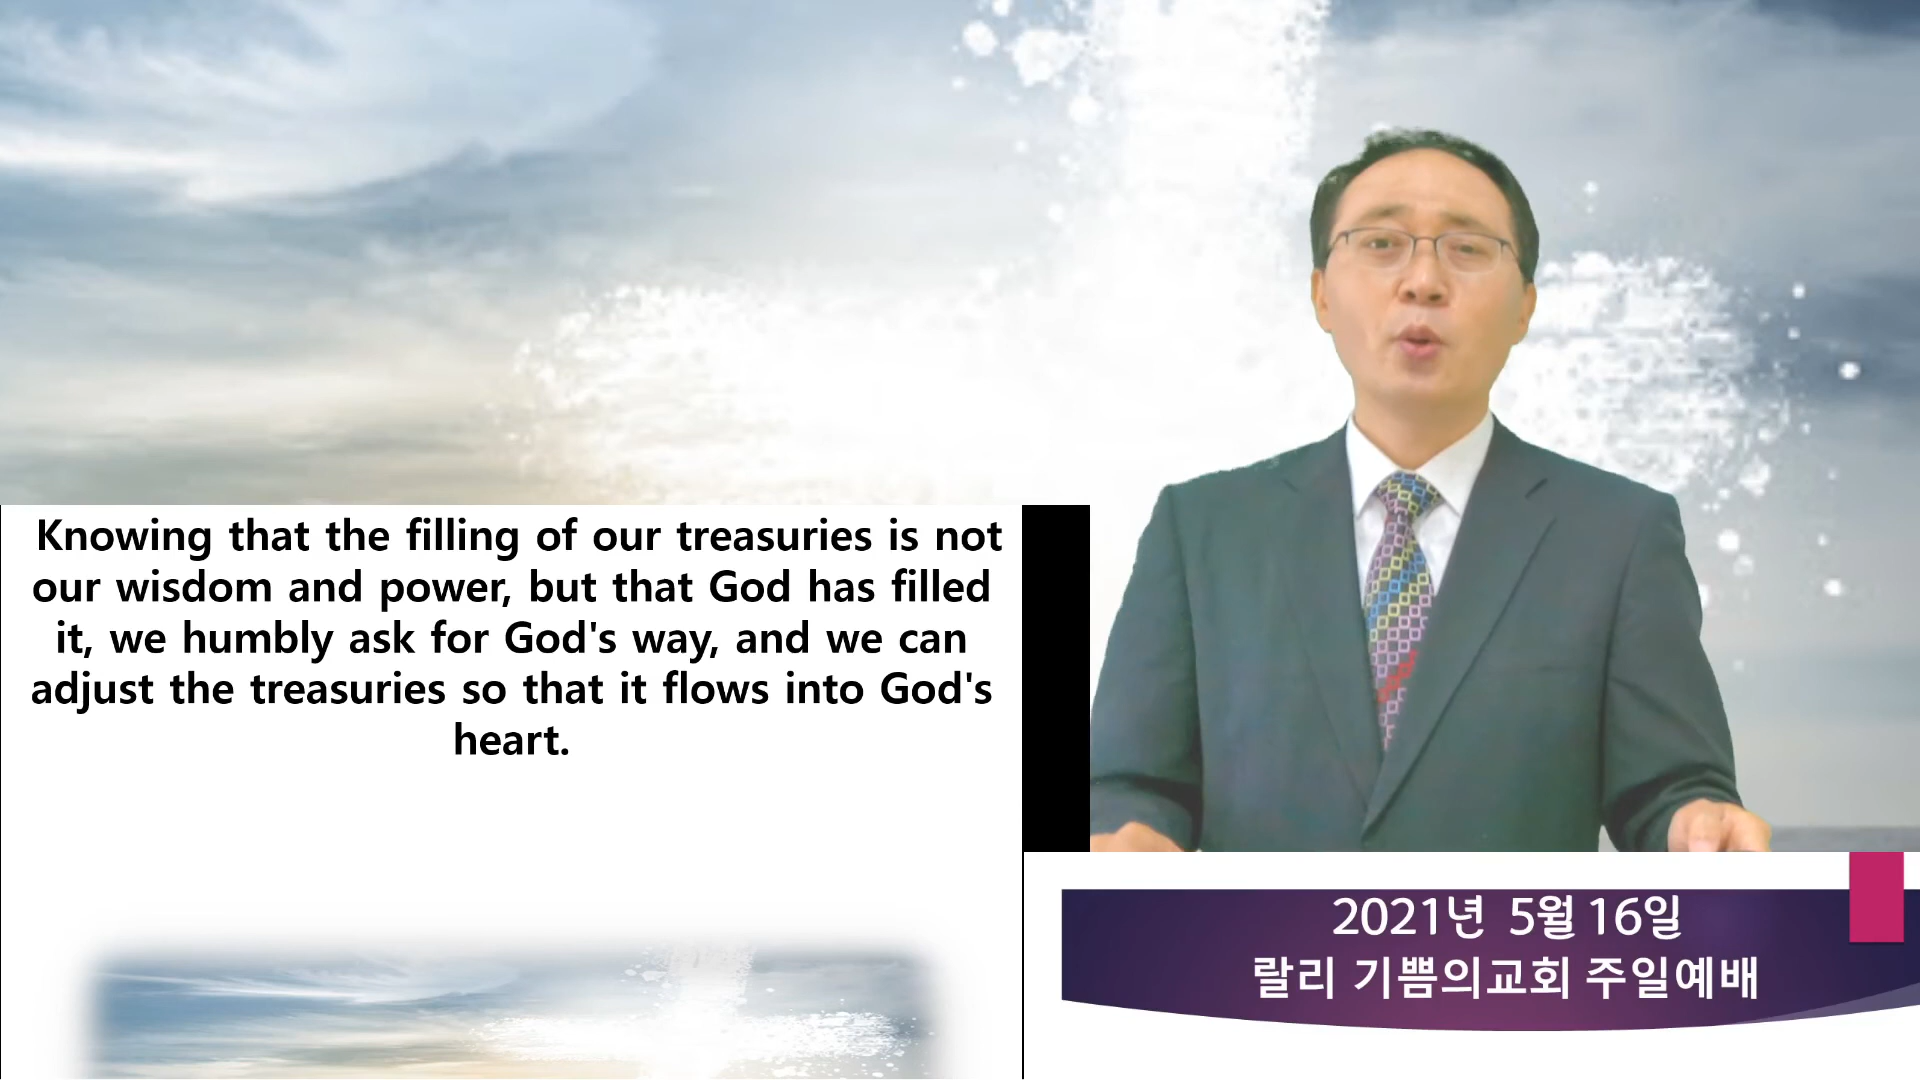 Knowing that the filling of our treasuries is not
our wisdom and power, but that God has filled
it, we humbly ask for God's way, and we can
adjust the treasuries so that it flows into God's
heart.
2021년 5월 16일
랄리 기쁨의교회 주일예배